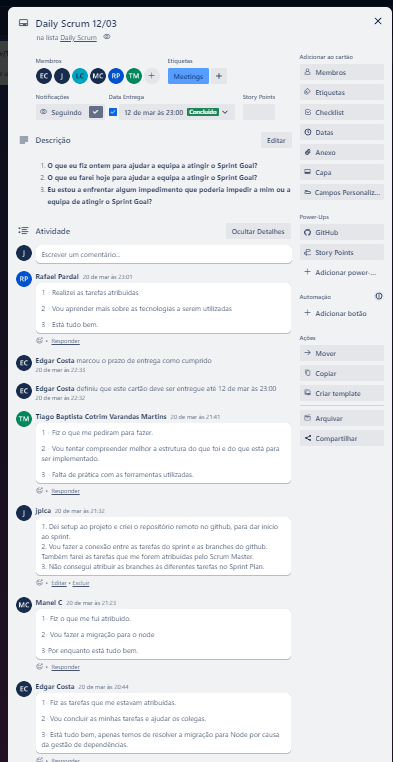 Daily Scrum 12/03
na lista Daily Scrum
Membros
EC J LC MC RP TM +
Etiquetas
Meetings +
Notificações
Seguindo
Data Entrega
12 de mar às 23:00 Concluído
Story Points
Descrição
Editar
1. O que eu fiz ontem para ajudar a equipa a atingir o Sprint Goal?
2. O que eu farei hoje para ajudar a equipa a atingir o Sprint Goal?
3. Eu estou a enfrentar algum impedimento que poderia impedir a mim ou a
equipa de atingir o Sprint Goal?
Atividade
Ocultar Detalhes
J
Escrever um comentário...
RP
Rafael Pardal 20 de mar às 23:01
1 - Realizei as tarefas atribuídas
2 - Vou aprender mais sobre as tecnologias a serem utilizadas
3 - Está tudo bem.
• Responder
EC
Edgar Costa marcou o prazo de entrega como cumprido
20 de mar às 22:33
EC
Edgar Costa definiu que este cartão deve ser entregue até 12 de mar às 23:00
20 de mar às 22:32
TM
Tiago Baptista Cotrim Varandas Martins 20 de mar às 21:41
1 - Fiz o que me pediram para fazer.
2 - Vou tentar compreender melhor a estrutura do que foi e do que está para
ser implementado.
3 - Falta de prática com as ferramentas utilizadas.
• Responder
J
jplca 20 de mar às 21:32
1. Dei setup ao projeto e criei o repositório remoto no github, para dar início
ao sprint.
2. Vou fazer a conexão entre as tarefas do sprint e as branches do github.
Também farei as tarefas que me forem atribuídas pelo Scrum Master.
3. Não consegui atribuir as branches às diferentes tarefas no Sprint Plan.
• Editar • Excluir
MC
Manel C 20 de mar às 21:23
1- Fiz o que me fui atribuído.
2- Vou fazer a migração para o node
3-Por enquanto está tudo bem.
• Responder
EC
Edgar Costa 20 de mar às 20:44
1- Fiz as tarefas que me estavam atribuídas.
2- Vou concluir as minhas tarefas e ajudar os colegas.
3- Está tudo bem, apenas temos de resolver a migração para Node por causa
da gestão de dependências.
• Responder
Adicionar ao cartão
Membros
Etiquetas
Checklist
Datas
Anexo
Capa
Campos Personaliz...
Power-Ups
GitHub
Story Points
+ Adicionar power-...
Automação
+ Adicionar botão
Ações
Mover
Copiar
Criar template
Arquivar
Compartilhar